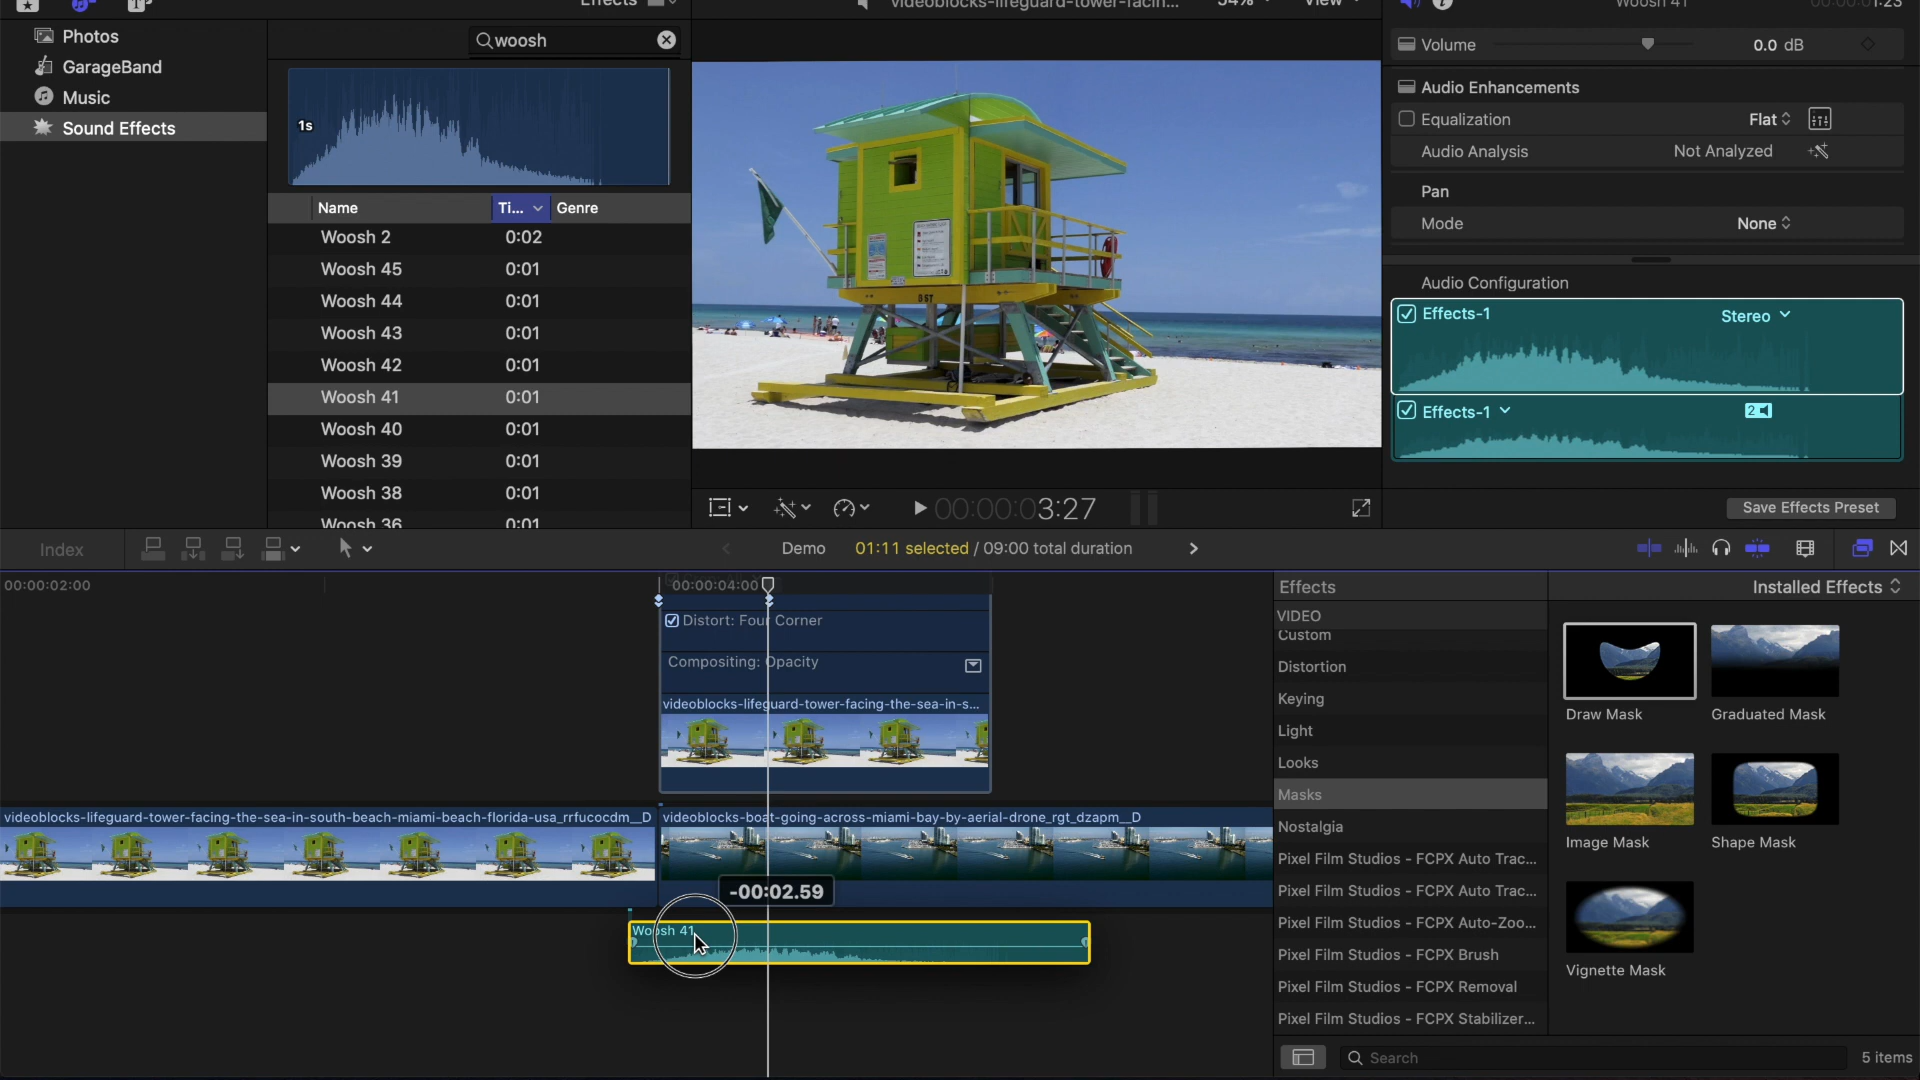 Effects
videoblocks-lifeguard-tower-facin...
54%
View
Woosh 41
00:00:01:23
Photos
GarageBand
Music
Sound Effects
woosh
1s
Name
Ti...
Genre
Woosh 2
0:02
Woosh 45
0:01
Woosh 44
0:01
Woosh 43
0:01
Woosh 42
0:01
Woosh 41
0:01
Woosh 40
0:01
Woosh 39
0:01
Woosh 38
0:01
Woosh 36
0:01
Volume
0.0 dB
Audio Enhancements
Equalization
Flat
Audio Analysis
Not Analyzed
Pan
Mode
None
Audio Configuration
Effects-1
Stereo
Effects-1
2
Save Effects Preset
00:00:00:03:27
Index
Demo
01:11 selected / 09:00 total duration
00:00:02:00
00:00:04:00
Distort: Four Corner
Compositing: Opacity
videoblocks-lifeguard-tower-facing-the-sea-in-s...
videoblocks-lifeguard-tower-facing-the-sea-in-south-beach-miami-beach-florida-usa_rrfucocdm__D
videoblocks-boat-going-across-miami-bay-by-aerial-drone_rgt_dzapm__D
-00:02.59
Woosh 41
Effects
Installed Effects
VIDEO
Custom
Distortion
Keying
Light
Looks
Masks
Nostalgia
Pixel Film Studios - FCPX Auto Trac...
Pixel Film Studios - FCPX Auto Trac...
Pixel Film Studios - FCPX Auto-Zoo...
Pixel Film Studios - FCPX Brush
Pixel Film Studios - FCPX Removal
Pixel Film Studios - FCPX Stabilizer...
Draw Mask
Graduated Mask
Image Mask
Shape Mask
Vignette Mask
Search
5 items